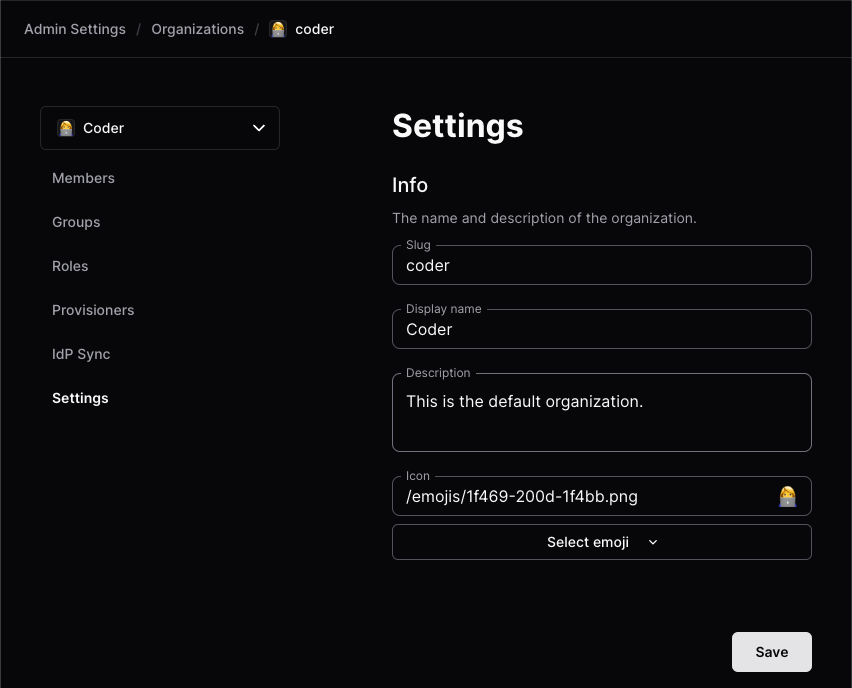 Admin Settings / Organizations / coder
Coder
Members
Groups
Roles
Provisioners
IdP Sync
Settings
Settings
Info
The name and description of the organization.
Slug
coder
Display name
Coder
Description
This is the default organization.
Icon
/emojis/1f469-200d-1f4bb.png
Select emoji
Save